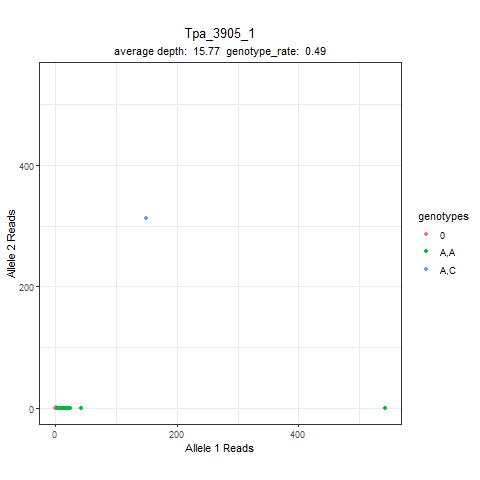 Tpa_3905_1
average depth: 15.77 genotype_rate: 0.49
Allele 2 Reads
400
200
0
0
200
400
Allele 1 Reads
genotypes
0
A,A
A,C